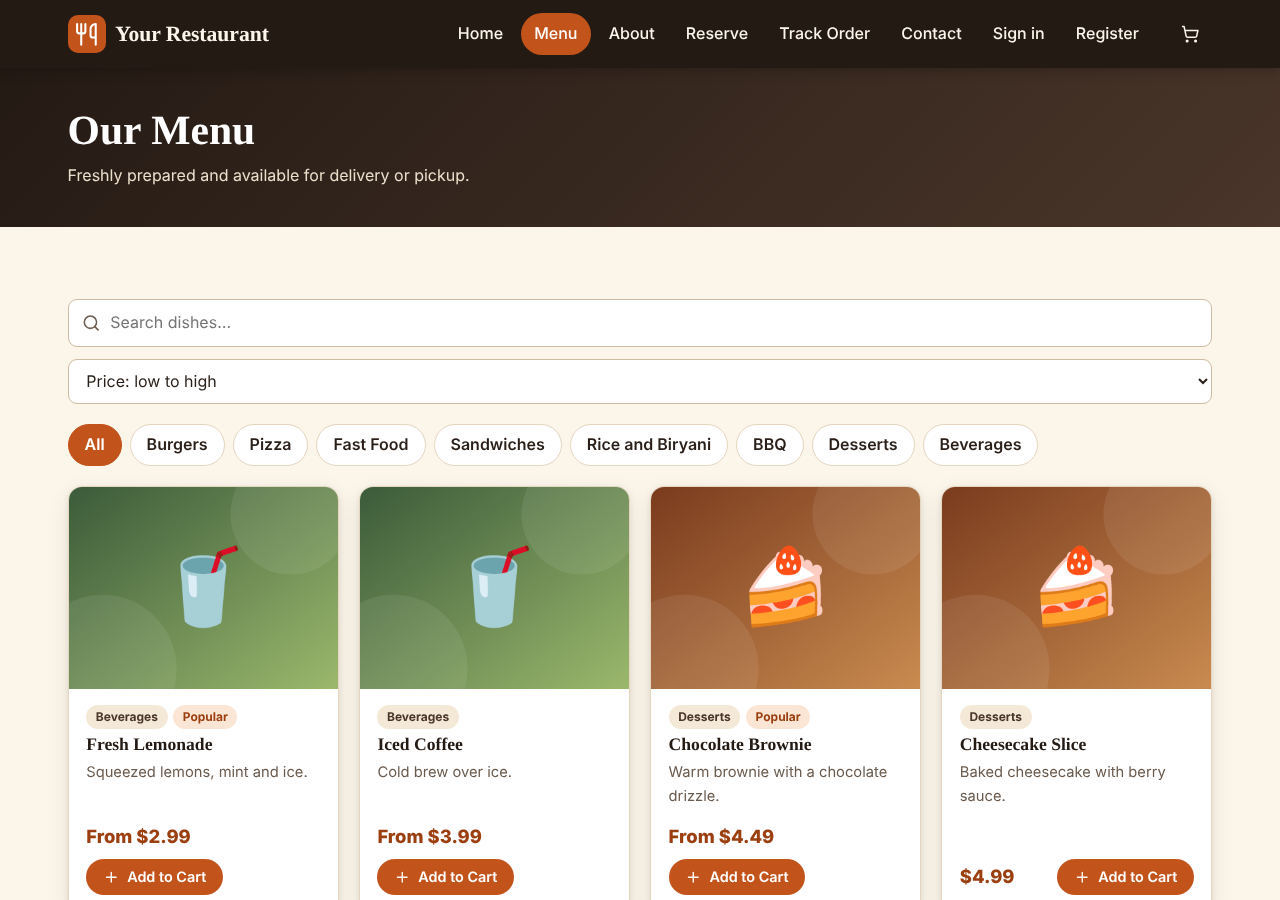 Your Restaurant
Home Menu About Reserve Track Order Contact Sign in Register
Our Menu
Freshly prepared and available for delivery or pickup.
Search dishes...
Price: low to high
All Burgers Pizza Fast Food Sandwiches Rice and Biryani BBQ Desserts Beverages
Beverages Popular
Fresh Lemonade
Squeezed lemons, mint and ice.
From $2.99
Add to Cart
Beverages
Iced Coffee
Cold brew over ice.
From $3.99
Add to Cart
Desserts Popular
Chocolate Brownie
Warm brownie with a chocolate
drizzle.
From $4.49
Add to Cart
Desserts
Cheesecake Slice
Baked cheesecake with berry
sauce.
$4.99 Add to Cart